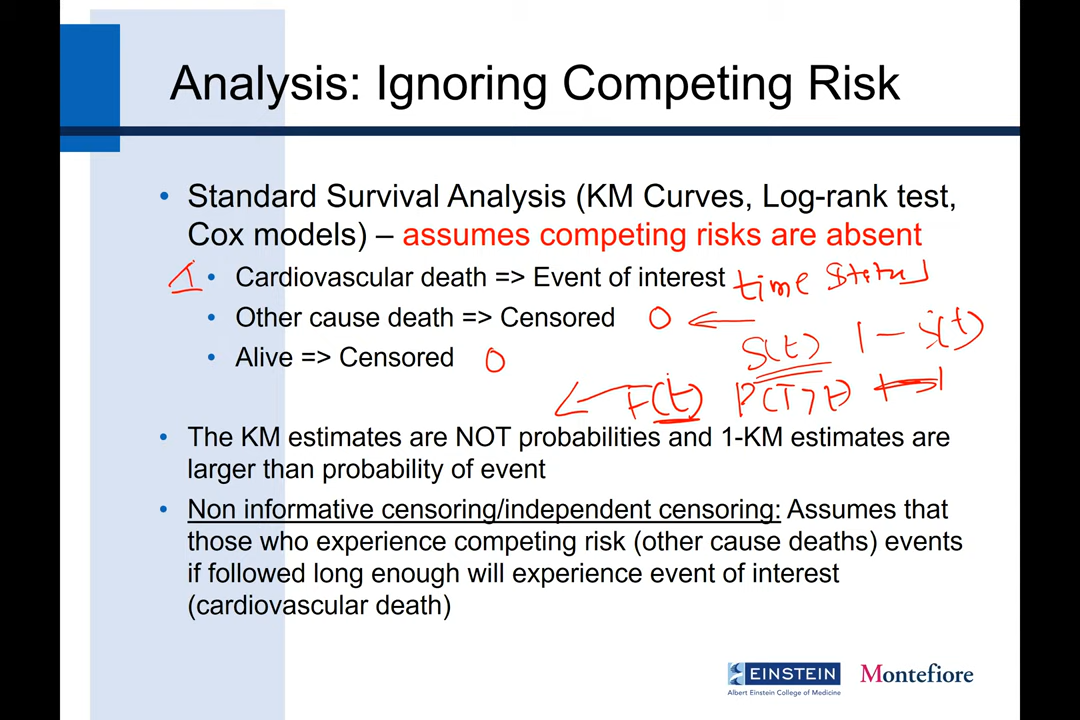 Analysis: Ignoring Competing Risk
• Standard Survival Analysis (KM Curves, Log-rank test,
Cox models) – assumes competing risks are absent
1 • Cardiovascular death => Event of interest time status
• Other cause death => Censored 0 ←
S(t) 1 - S(t)
• Alive => Censored 0
← F(t) P(T>t)
• The KM estimates are NOT probabilities and 1-KM estimates are
larger than probability of event
• Non informative censoring/independent censoring: Assumes that
those who experience competing risk (other cause deaths) events
if followed long enough will experience event of interest
(cardiovascular death)
EINSTEIN Montefiore
Albert Einstein College of Medicine